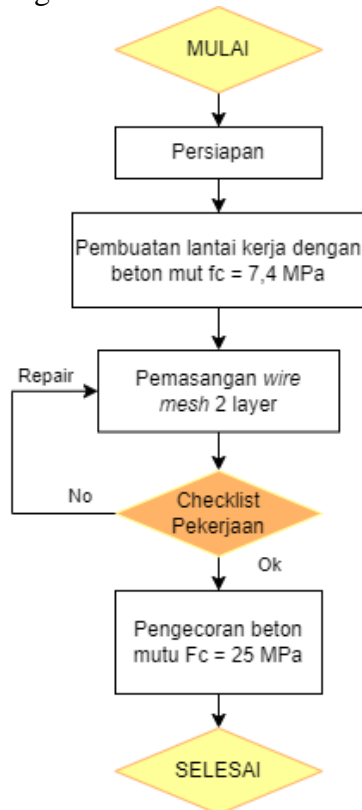 MULAI
Persiapan
Pembuatan lantai kerja dengan
beton mut fc = 7,4 MPa
Repair
Pemasangan wire
mesh 2 layer
No
Checklist
Pekerjaan
Ok
Pengecoran beton
mutu Fc = 25 MPa
SELESAI